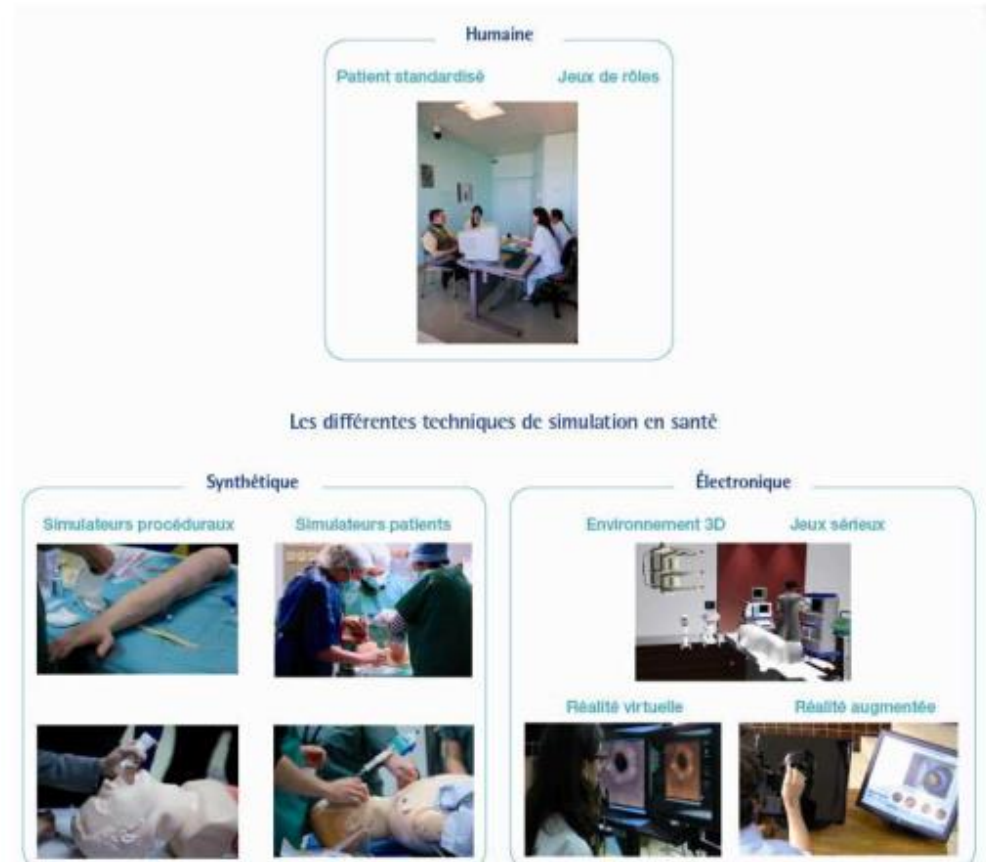 Humaine
Patient standardisé Jeux de rôles
Les différentes techniques de simulation en santé
Synthétique
Simulateurs procéduraux Simulateurs patients
Électronique
Environnement 3D Jeux sérieux
Réalité virtuelle Réalité augmentée